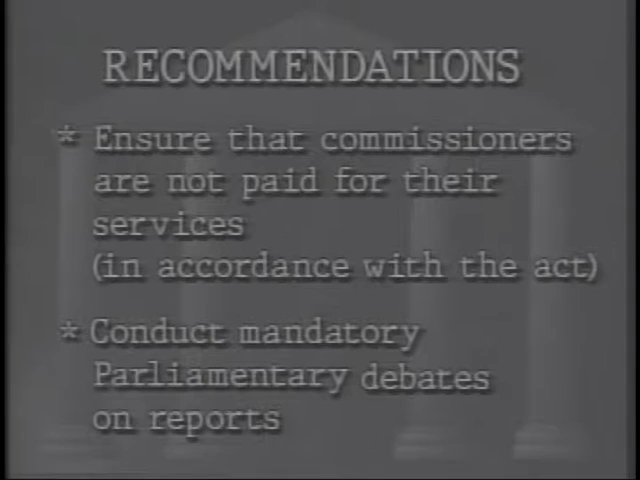 RECOMMENDATIONS
* Ensure that commissioners
are not paid for their
services
(in accordance with the act)
* Conduct mandatory
Parliamentary debates
on reports